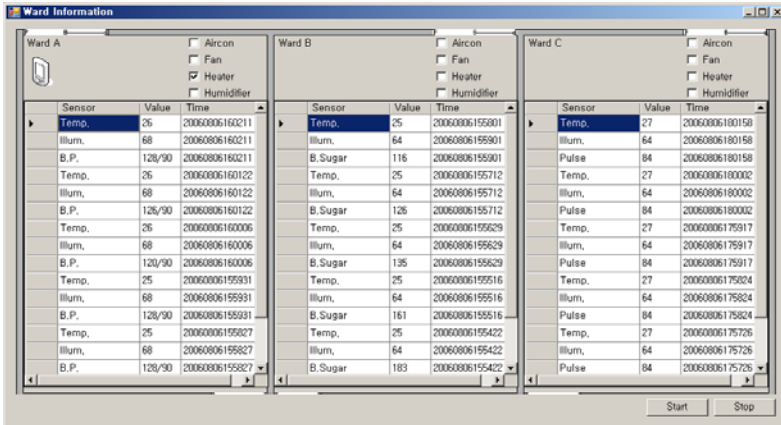 Ward Information
Ward A
Aircon
Fan
Heater
Humidifier
Sensor Value Time
Temp, 26 20060806160211
Illum, 68 20060806160211
B,P, 128/90 20060806160211
Temp, 26 20060806160122
Illum, 68 20060806160122
B,P, 126/90 20060806160122
Temp, 26 20060806160006
Illum, 68 20060806160006
B,P, 120/90 20060806160006
Temp, 25 20060806155931
Illum, 68 20060806155931
B,P, 128/90 20060806155931
Temp, 25 20060806155827
Illum, 68 20060806155827
B,P, 128/90 20060806155827
Ward B
Aircon
Fan
Heater
Humidifier
Sensor Value Time
Temp, 25 20060806155801
Illum, 64 20060806155901
B,Sugar 116 20060806155901
Temp, 25 20060806155712
Illum, 64 20060806155712
B,Sugar 126 20060806155712
Temp, 25 20060806155629
Illum, 64 20060806155629
B,Sugar 135 20060806155629
Temp, 25 20060806155516
Illum, 64 20060806155516
B,Sugar 161 20060806155516
Temp, 25 20060806155422
Illum, 64 20060806155422
B,Sugar 183 20060806155422
Ward C
Aircon
Fan
Heater
Humidifier
Sensor Value Time
Temp, 27 20060806180158
Illum, 64 20060806180158
Pulse 84 20060806180158
Temp, 27 20060806180002
Illum, 64 20060806180002
Pulse 84 20060806180002
Temp, 27 20060806175917
Illum, 64 20060806175917
Pulse 84 20060806175917
Temp, 27 20060806175824
Illum, 64 20060806175824
Pulse 84 20060806175824
Temp, 27 20060806175726
Illum, 64 20060806175726
Pulse 84 20060806175726
Start Stop